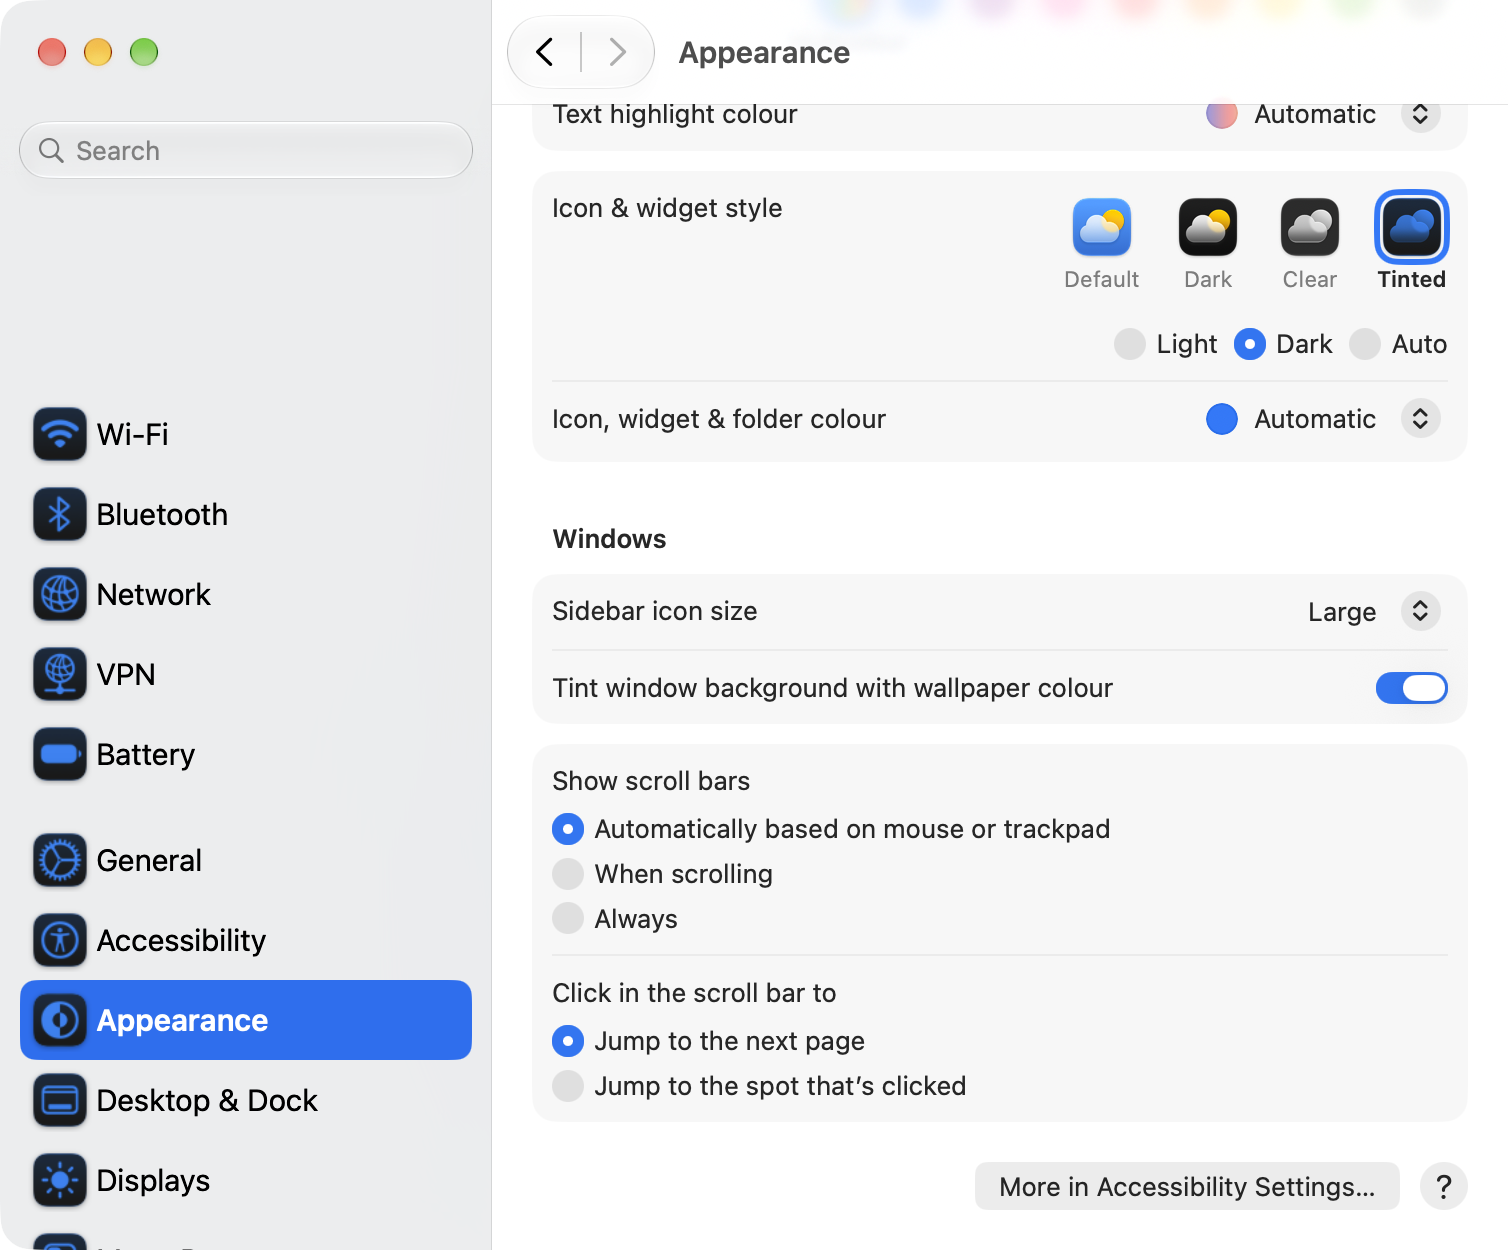 Search
Wi-Fi
Bluetooth
Network
VPN
Battery
General
Accessibility
Appearance
Desktop & Dock
Displays
Appearance
Text highlight colour
Automatic
Icon & widget style
Default
Dark
Clear
Tinted
Light
Dark
Auto
Icon, widget & folder colour
Automatic
Windows
Sidebar icon size
Large
Tint window background with wallpaper colour
Show scroll bars
Automatically based on mouse or trackpad
When scrolling
Always
Click in the scroll bar to
Jump to the next page
Jump to the spot that’s clicked
More in Accessibility Settings...
?